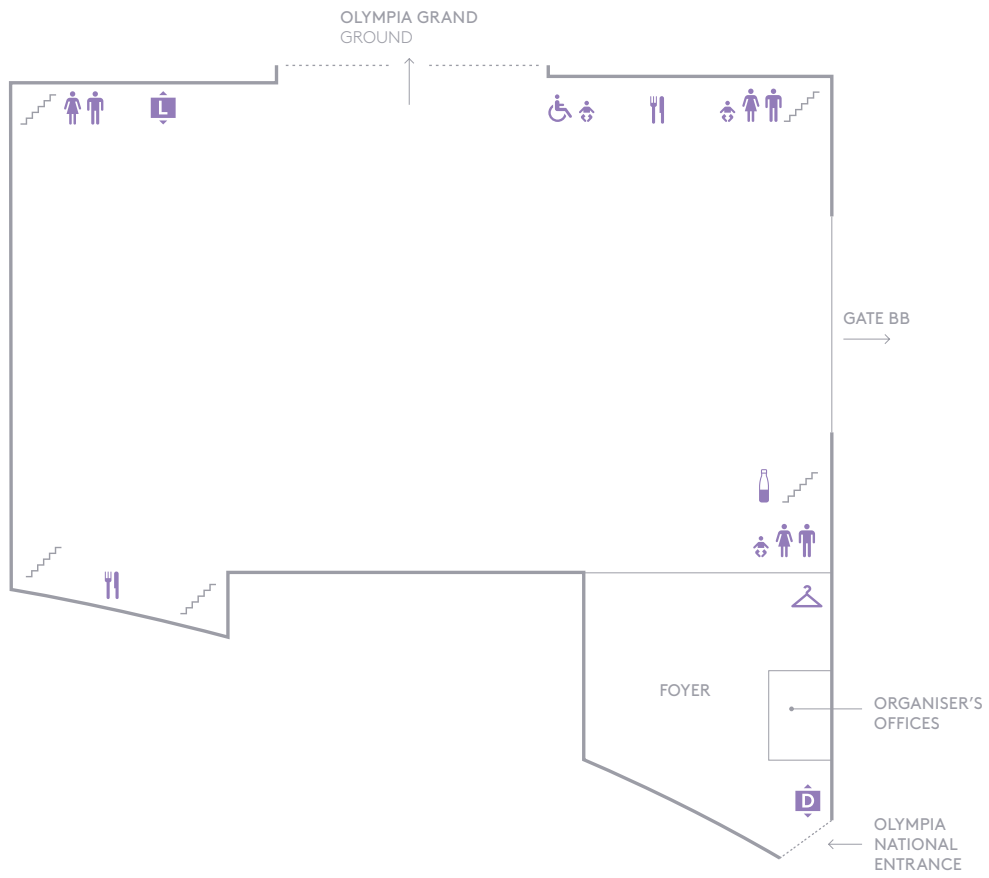 OLYMPIA GRAND
GROUND
L
GATE BB
FOYER
ORGANISER’S
OFFICES
D
OLYMPIA
NATIONAL
ENTRANCE